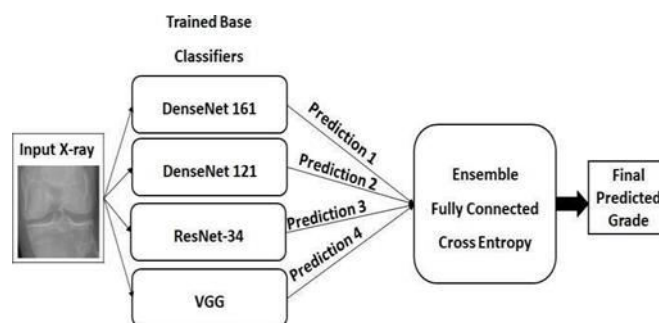 Trained Base
Classifiers
Input X-ray
DenseNet 161
DenseNet 121
ResNet-34
VGG
Prediction 1
Prediction 2
Prediction 3
Prediction 4
Ensemble
Fully Connected
Cross Entropy
Final
Predicted
Grade